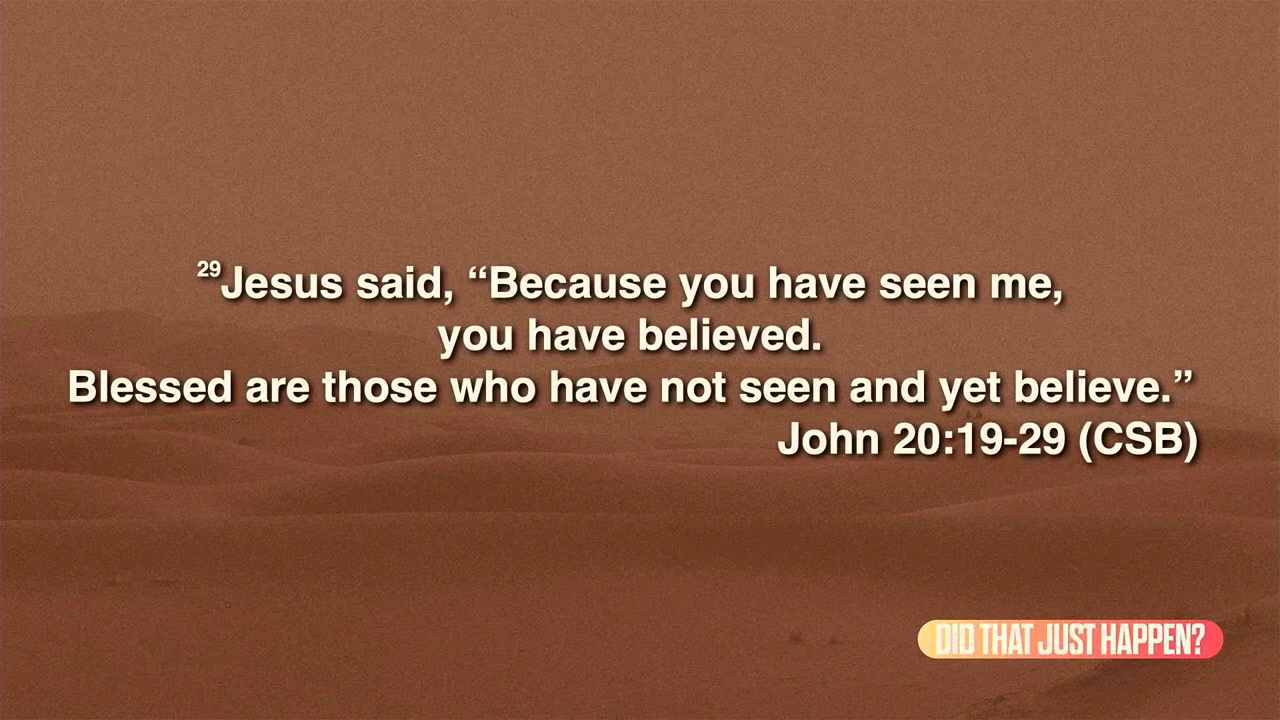 29Jesus said, “Because you have seen me,
you have believed.
Blessed are those who have not seen and yet believe.”
John 20:19-29 (CSB)
DID THAT JUST HAPPEN?